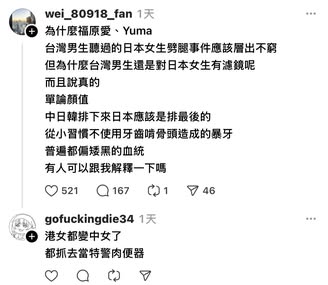 wei_80918_fan 1天
為什麼福原愛、Yuma
台灣男生聽過的日本女生劈腿事件應該層出不窮
但為什麼台灣男生還是對日本女生有濾鏡呢
而且說真的
單論顏值
中日韓排下來日本應該是排最後的
從小習慣不使用牙齒啃骨頭造成的暴牙
普遍都偏矮黑的血統
有人可以跟我解釋一下嗎
521 167 1 46
gofuckingdie34 1天
港女都變中女了
都抓去當特警肉便器